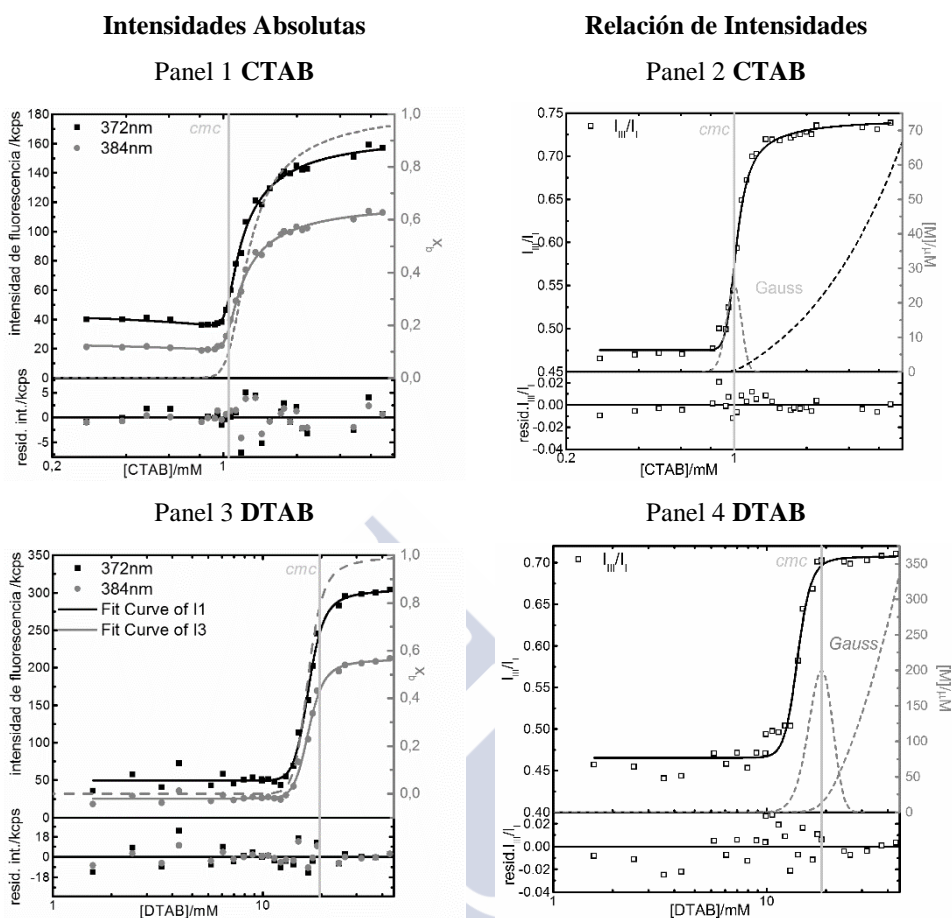 Intensidades Absolutas
Relación de Intensidades
Panel 1 CTAB
Panel 2 CTAB
intensidad de fluorescencia /kcps
180
160
140
120
100
80
60
40
20
0
372nm
384nm
cmc
1,0
0,8
0,6
0,4
0,2
0,0
X_b
resid. int./kcps
5
0
-5
0,2
1
[CTAB]/mM
I_III/I_I
0.75
0.70
0.65
0.60
0.55
0.50
0.45
I_III/I_I
cmc
Gauss
70
60
50
40
30
20
10
0
[M]/µM
resid.I_III/I_I
0.02
0.00
-0.02
-0.04
0.2
1
[CTAB]/mM
Panel 3 DTAB
Panel 4 DTAB
intensidad de fluorescencia /kcps
350
300
250
200
150
100
50
0
372nm
384nm
Fit Curve of I1
Fit Curve of I3
cmc
1,0
0,8
0,6
0,4
0,2
0,0
X_b
resid. int./kcps
18
0
-18
10
[DTAB]/mM
I_III/I_I
0.70
0.65
0.60
0.55
0.50
0.45
0.40
I_III/I_I
cmc
Gauss
350
300
250
200
150
100
50
0
[M]/µM
resid.I_III/I_I
0.02
0.00
-0.02
-0.04
10
[DTAB]/mM